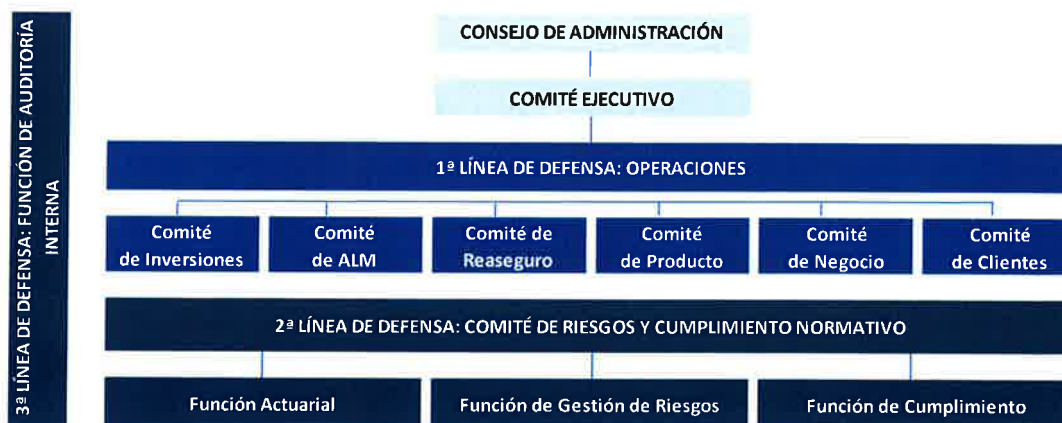 3ª LÍNEA DE DEFENSA: FUNCIÓN DE AUDITORÍA
INTERNA
CONSEJO DE ADMINISTRACIÓN
COMITÉ EJECUTIVO
1ª LÍNEA DE DEFENSA: OPERACIONES
Comité
de Inversiones
Comité
de ALM
Comité de
Reaseguro
Comité
de Producto
Comité
de Negocio
Comité
de Clientes
2ª LÍNEA DE DEFENSA: COMITÉ DE RIESGOS Y CUMPLIMIENTO NORMATIVO
Función Actuarial
Función de Gestión de Riesgos
Función de Cumplimiento